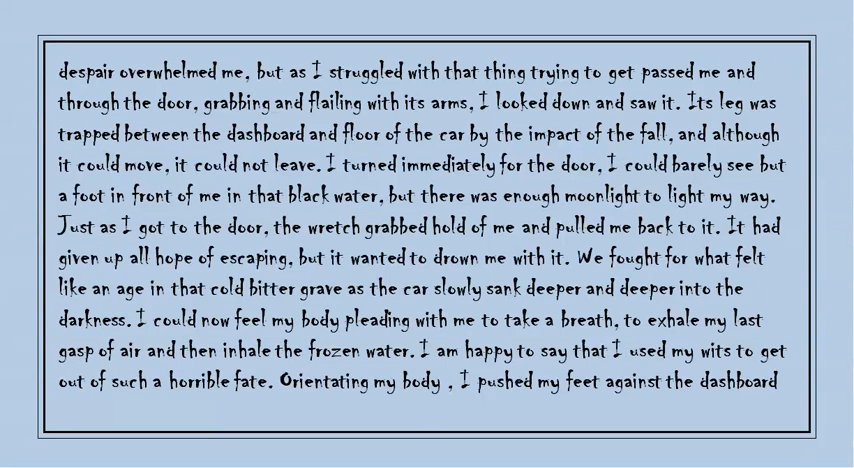 despair overwhelmed me, but as I struggled with that thing trying to get passed me and
through the door, grabbing and flailing with its arms, I looked down and saw it. Its leg was
trapped between the dashboard and floor of the car by the impact of the fall, and although
it could move, it could not leave. I turned immediately for the door, I could barely see but
a foot in front of me in that black water, but there was enough moonlight to light my way.
Just as I got to the door, the wretch grabbed hold of me and pulled me back to it. It had
given up all hope of escaping, but it wanted to drown me with it. We fought for what felt
like an age in that cold bitter grave as the car slowly sank deeper and deeper into the
darkness. I could now feel my body pleading with me to take a breath, to exhale my last
gasp of air and then inhale the frozen water. I am happy to say that I used my wits to get
out of such a horrible fate. Orientating my body , I pushed my feet against the dashboard